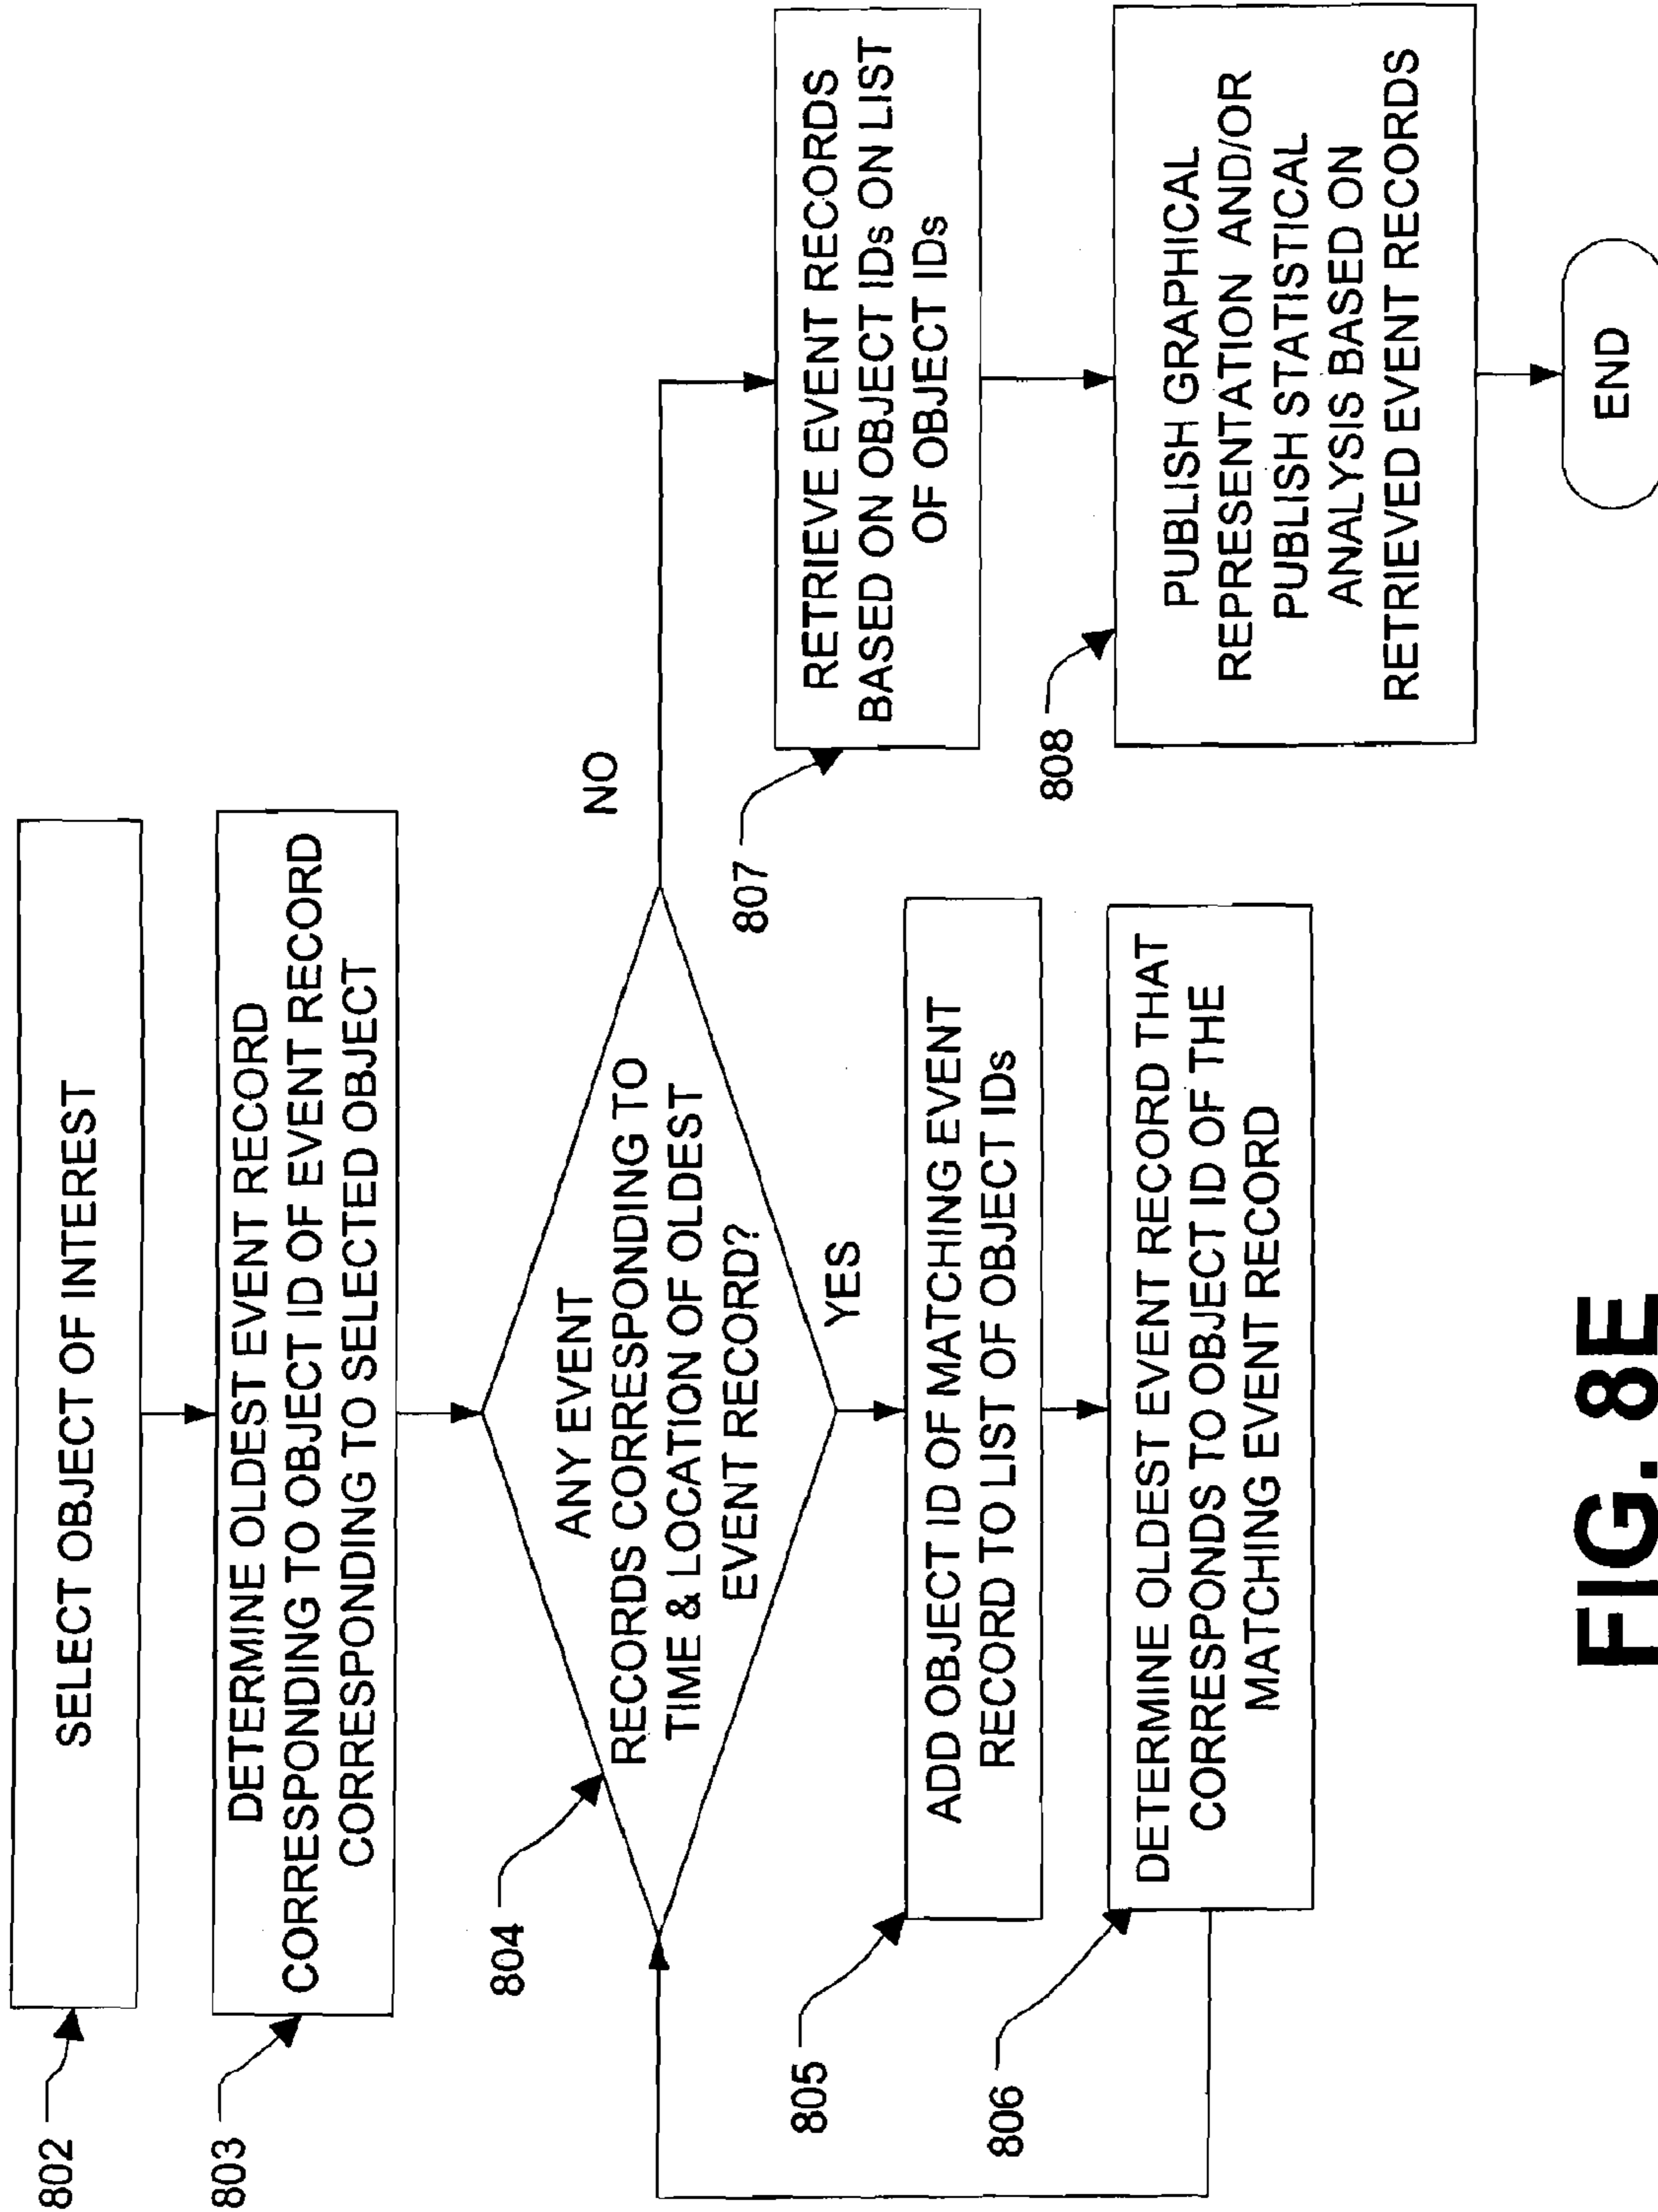 802
SELECT OBJECT OF INTEREST
803
DETERMINE OLDEST EVENT RECORD
CORRESPONDING TO OBJECT ID OF EVENT RECORD
CORRESPONDING TO SELECTED OBJECT
804
ANY EVENT
RECORDS CORRESPONDING TO
TIME & LOCATION OF OLDEST
EVENT RECORD?
NO
YES
805
ADD OBJECT ID OF MATCHING EVENT
RECORD TO LIST OF OBJECT IDs
806
DETERMINE OLDEST EVENT RECORD THAT
CORRESPONDS TO OBJECT ID OF THE
MATCHING EVENT RECORD
807
RETRIEVE EVENT RECORDS
BASED ON OBJECT IDs ON LIST
OF OBJECT IDs
808
PUBLISH GRAPHICAL
REPRESENTATION AND/OR
PUBLISH STATISTICAL
ANALYSIS BASED ON
RETRIEVED EVENT RECORDS
END
FIG. 8E